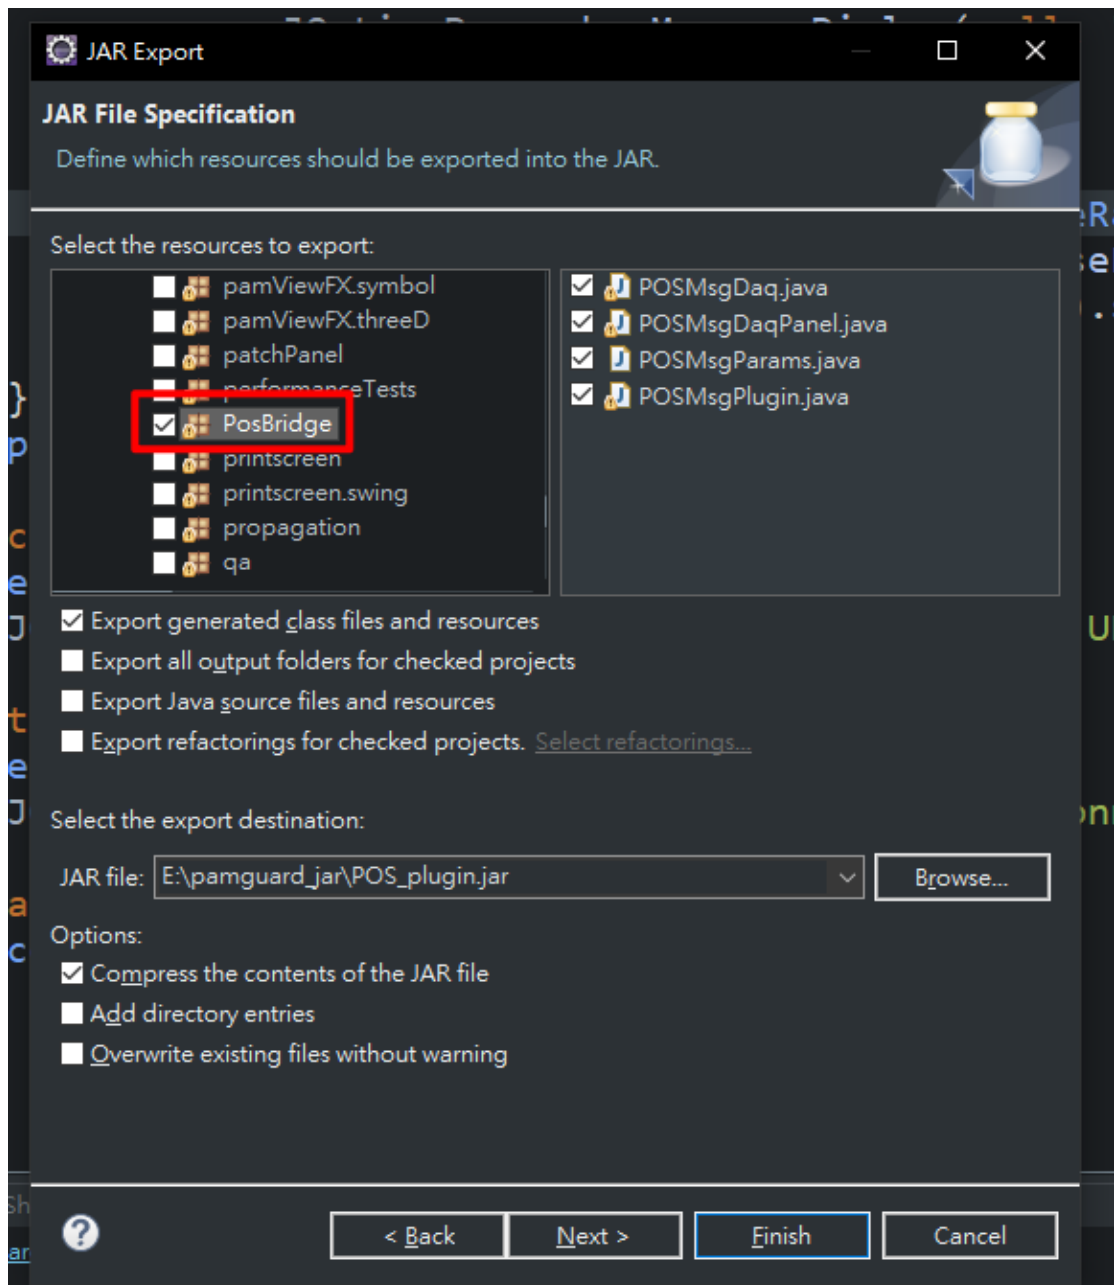 JAR Export
JAR File Specification
Define which resources should be exported into the JAR.
Select the resources to export:
pamViewFX.symbol
pamViewFX.threeD
patchPanel
performanceTests
PosBridge
printscreen
printscreen.swing
propagation
qa
POSMsgDaq.java
POSMsgDaqPanel.java
POSMsgParams.java
POSMsgPlugin.java
Export generated class files and resources
Export all output folders for checked projects
Export Java source files and resources
Export refactorings for checked projects. Select refactorings...
Select the export destination:
JAR file: E:\pamguard_jar\POS_plugin.jar Browse...
Options:
Compress the contents of the JAR file
Add directory entries
Overwrite existing files without warning
? < Back Next > Finish Cancel